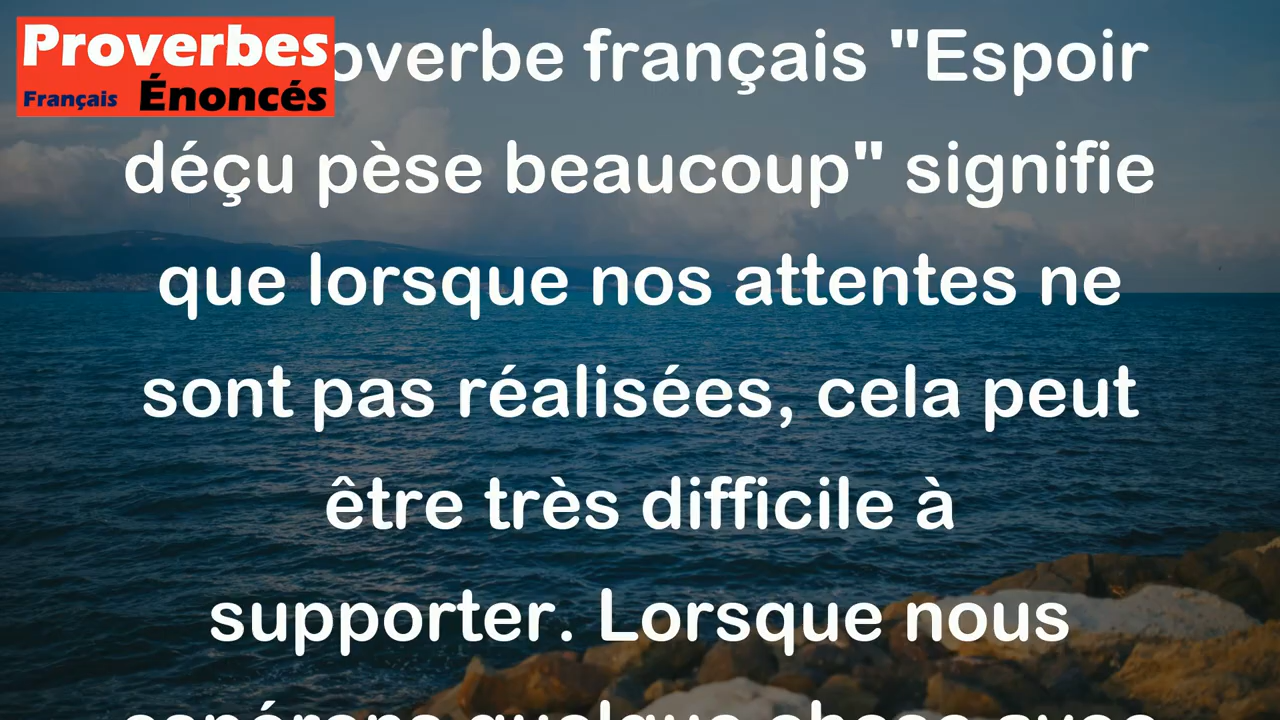 Proverbes
Français Énoncés
overbe français "Espoir
déçu pèse beaucoup" signifie
que lorsque nos attentes ne
sont pas réalisées, cela peut
être très difficile à
supporter. Lorsque nous